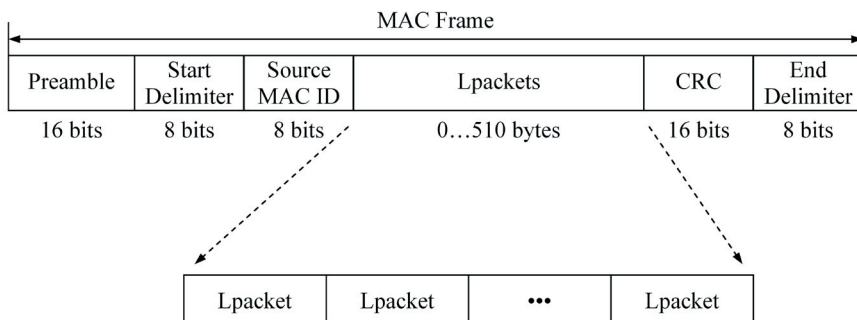 MAC Frame
Preamble
Start
Delimiter
Source
MAC ID
Lpackets
CRC
End
Delimiter
16 bits
8 bits
8 bits
0…510 bytes
16 bits
8 bits
Lpacket
Lpacket
•••
Lpacket